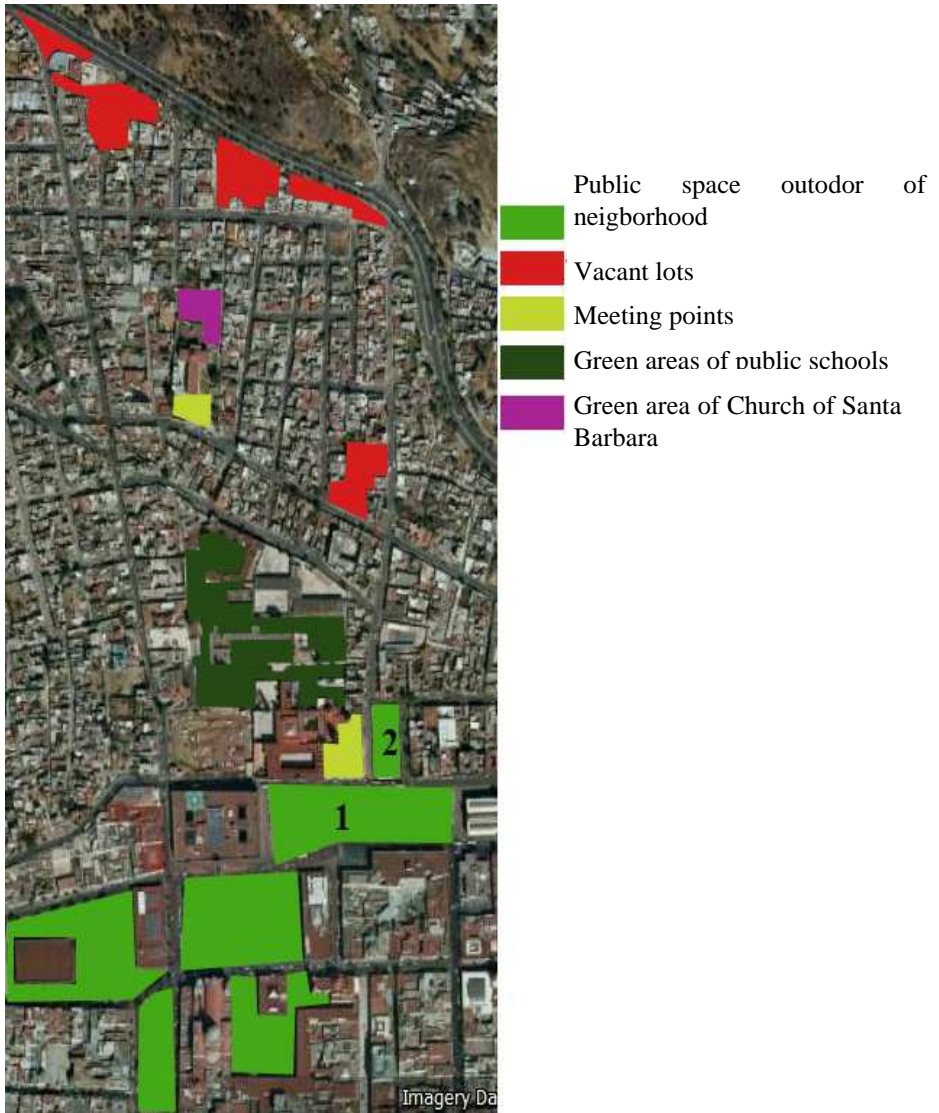 Public space outodor of
neigborhood
Vacant lots
Meeting points
Green areas of public schools
Green area of Church of Santa
Barbara
2
1
Imagery Da